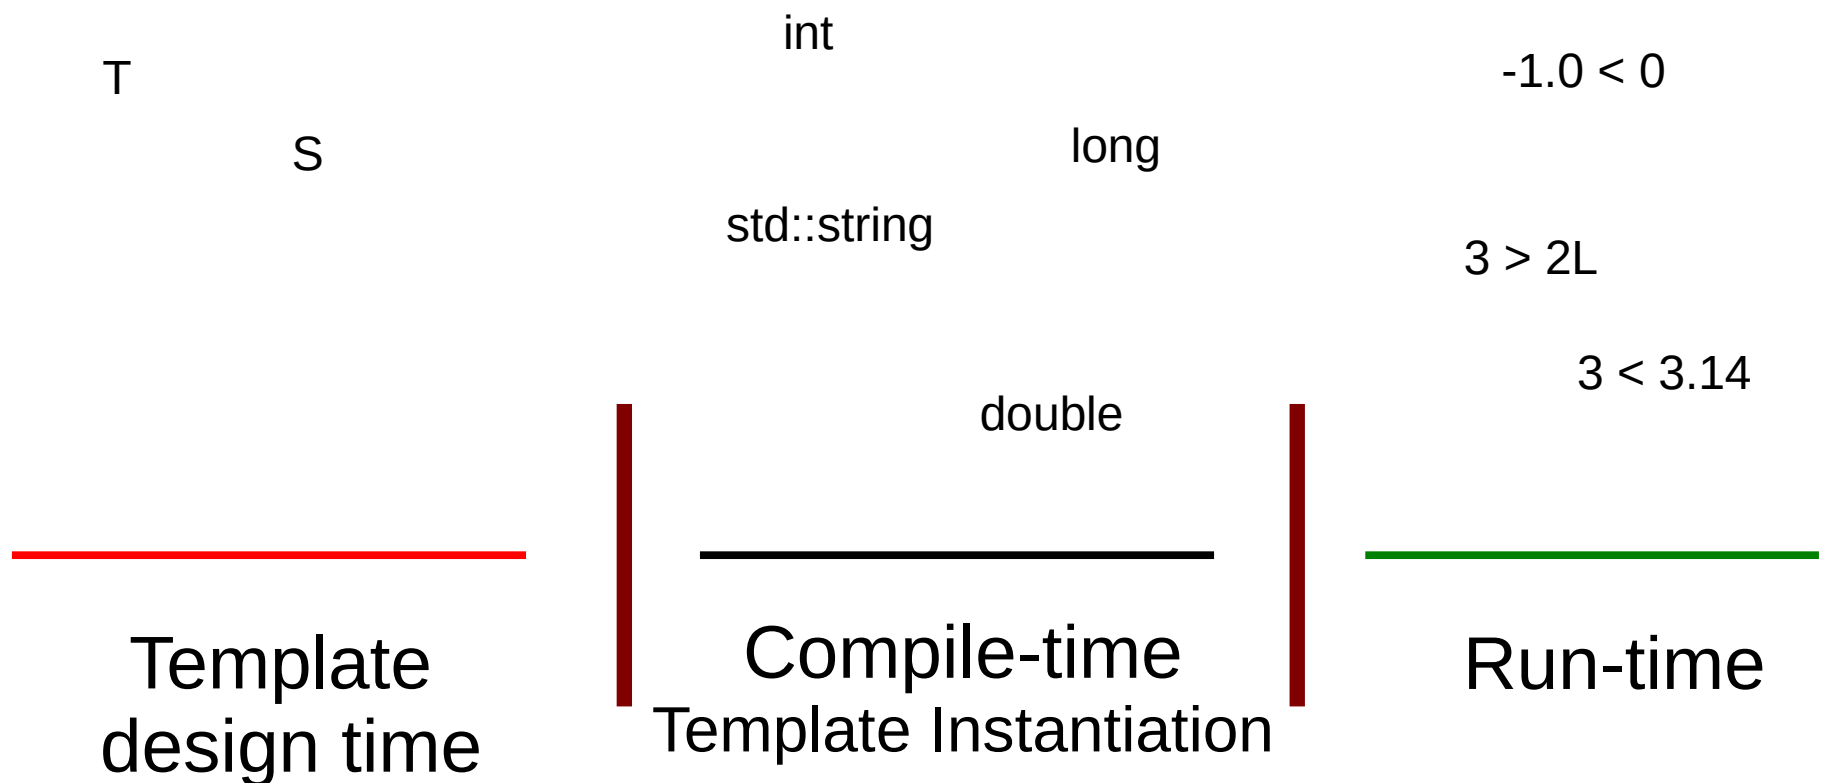 T
S
int
long
std::string
double
-1.0 < 0
3 > 2L
3 < 3.14
Template
design time
Compile-time
Template Instantiation
Run-time